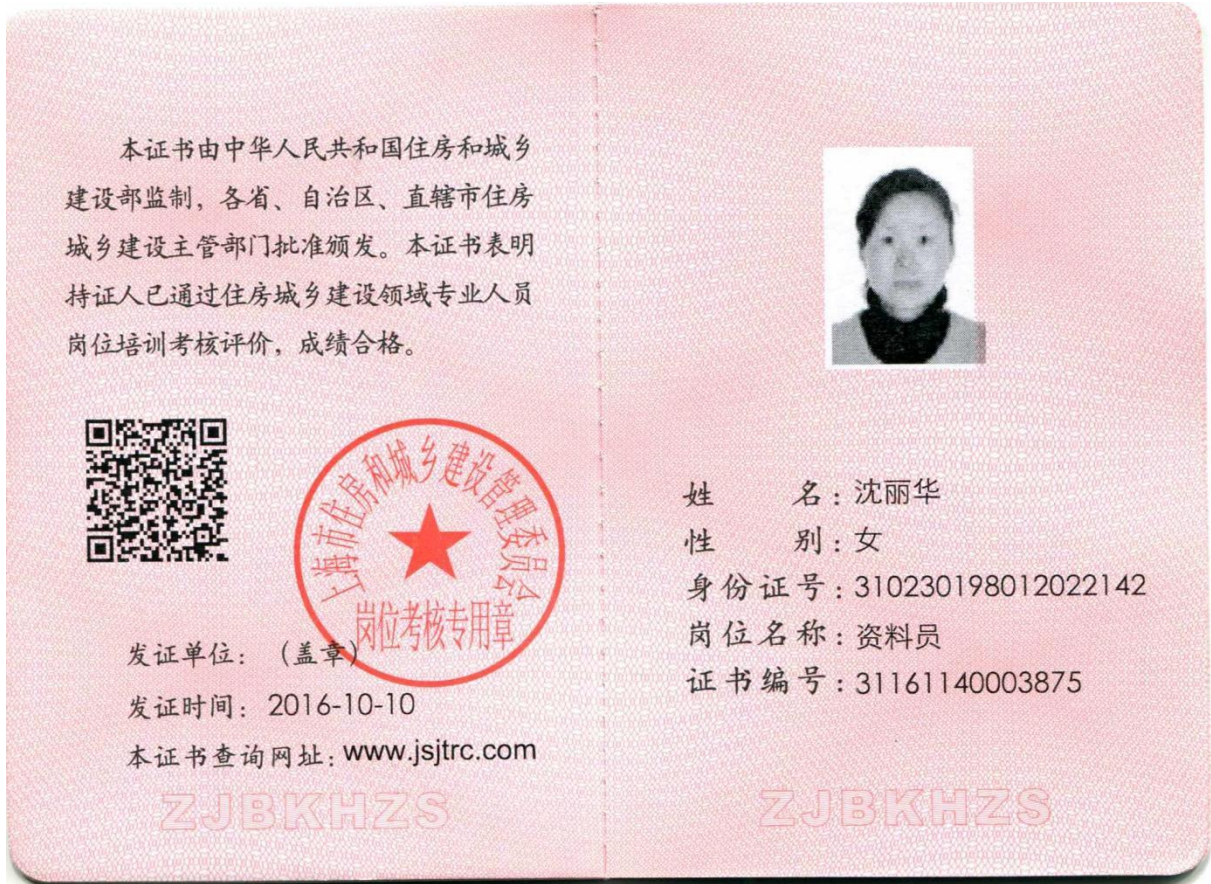 本证书由中华人民共和国住房和城乡
建设部监制，各省、自治区、直辖市住房
城乡建设主管部门批准颁发。本证书表明
持证人已通过住房城乡建设领域专业人员
岗位培训考核评价，成绩合格。
上海市住房和城乡建设管理委员会
岗位考核专用章
发证单位：（盖章）
发证时间：2016-10-10
本证书查询网址：www.jsjtrc.com
ZJBKHZS
姓名：沈丽华
性别：女
身份证号：310230198012022142
岗位名称：资料员
证书编号：31161140003875
ZJBKHZS